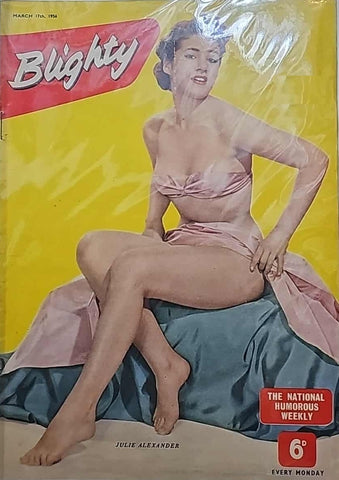 MARCH 17th, 1956
Blighty
THE NATIONAL
HUMOROUS
WEEKLY
6D
EVERY MONDAY
JULIE ALEXANDER